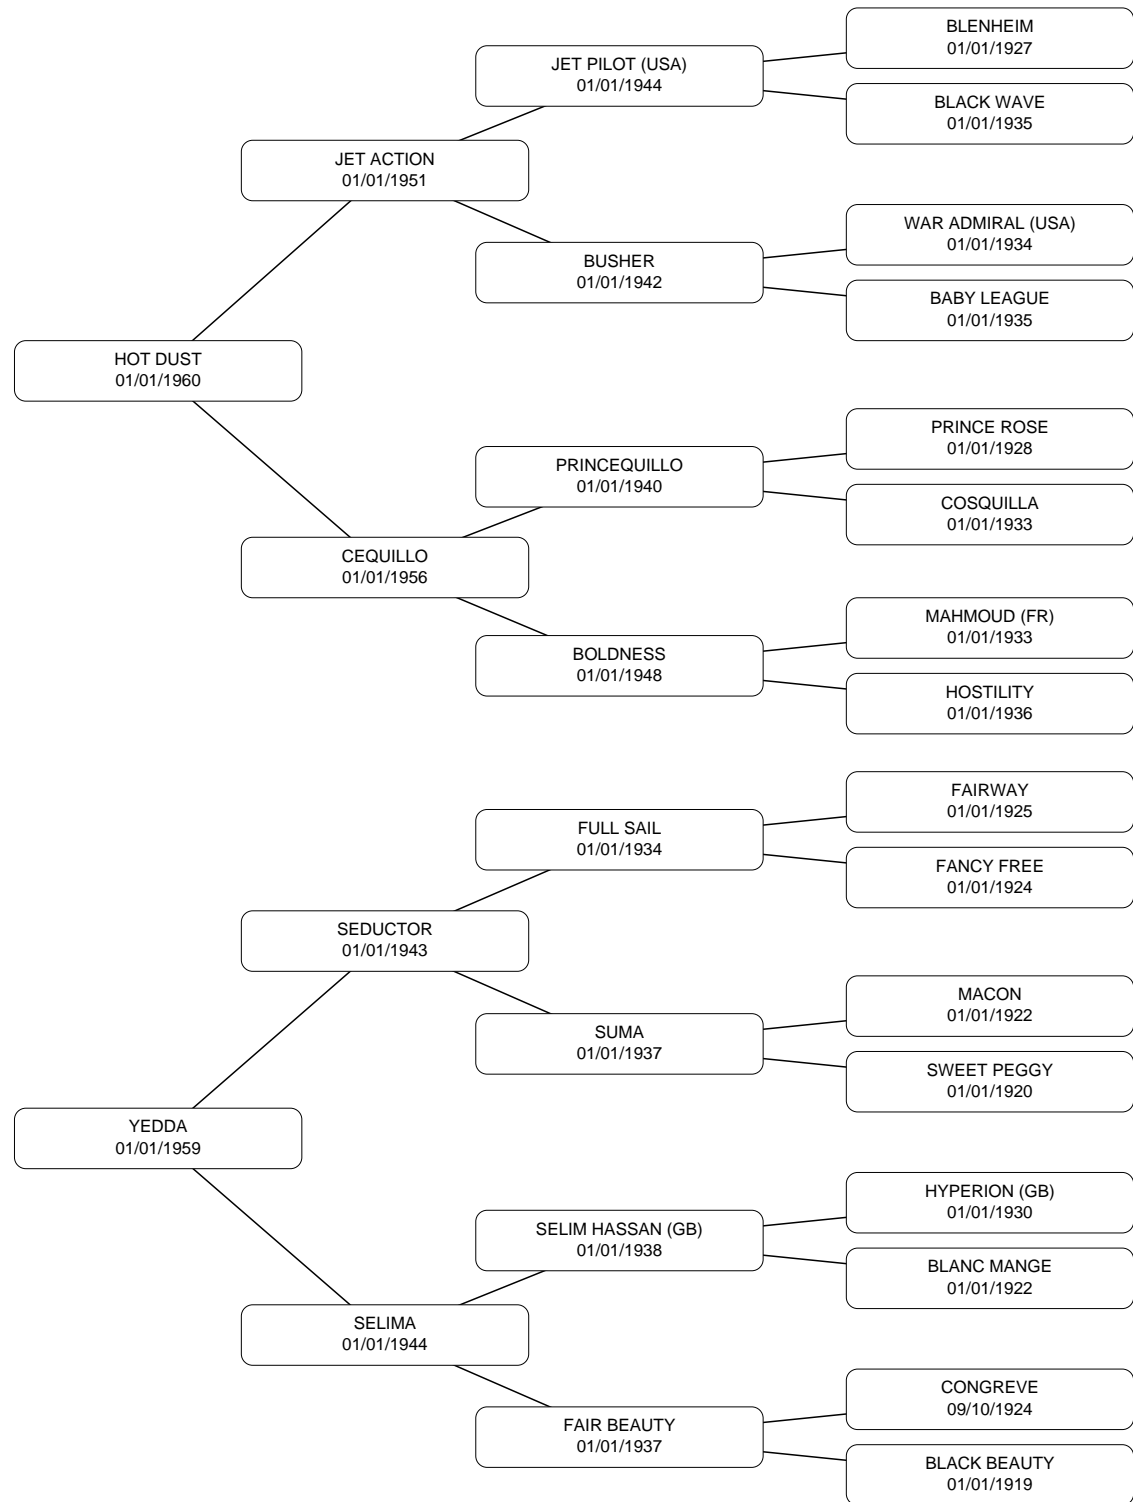 BLENHEIM
01/01/1927
JET PILOT (USA)
01/01/1944
BLACK WAVE
01/01/1935
JET ACTION
01/01/1951
WAR ADMIRAL (USA)
01/01/1934
BUSHER
01/01/1942
BABY LEAGUE
01/01/1935
HOT DUST
01/01/1960
PRINCE ROSE
01/01/1928
PRINCEQUILLO
01/01/1940
COSQUILLA
01/01/1933
CEQUILLO
01/01/1956
MAHMOUD (FR)
01/01/1933
BOLDNESS
01/01/1948
HOSTILITY
01/01/1936
FAIRWAY
01/01/1925
FULL SAIL
01/01/1934
FANCY FREE
01/01/1924
SEDUCTOR
01/01/1943
MACON
01/01/1922
SUMA
01/01/1937
SWEET PEGGY
01/01/1920
YEDDA
01/01/1959
HYPERION (GB)
01/01/1930
SELIM HASSAN (GB)
01/01/1938
BLANC MANGE
01/01/1922
SELIMA
01/01/1944
CONGREVE
09/10/1924
FAIR BEAUTY
01/01/1937
BLACK BEAUTY
01/01/1919